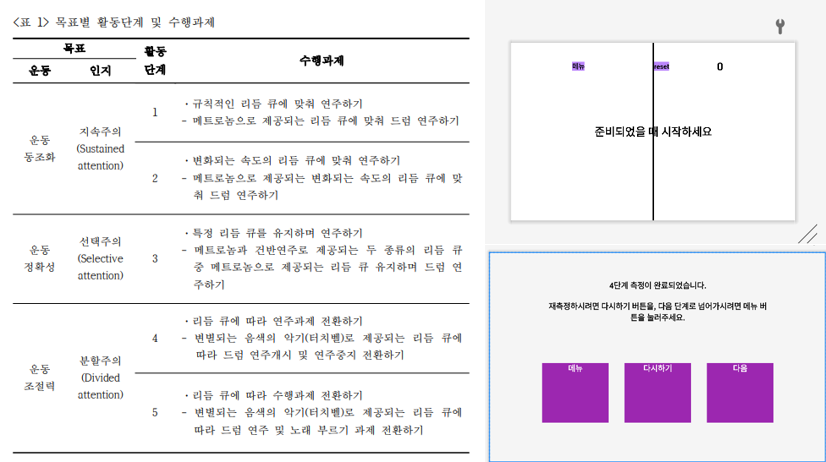 <표 1> 목표별 활동단계 및 수행과제
목표
활동
단계
수행과제
운동
인지
운동
동조화
지속주의
(Sustained
attention)
1
· 규칙적인 리듬 큐에 맞춰 연주하기
- 메트로놈으로 제공되는 리듬 큐에 맞춰 드럼 연주하기
2
· 변화되는 속도의 리듬 큐에 맞춰 연주하기
- 메트로놈으로 제공되는 변화되는 속도의 리듬 큐에 맞
춰 드럼 연주하기
운동
정확성
선택주의
(Selective
attention)
3
· 특정 리듬 큐를 유지하며 연주하기
- 메트로놈과 건반연주로 제공되는 두 종류의 리듬 큐
중 메트로놈으로 제공되는 리듬 큐 유지하며 드럼 연
주하기
운동
조절력
분할주의
(Divided
attention)
4
· 리듬 큐에 따라 연주과제 전환하기
- 변별되는 음색의 악기(터치벨)로 제공되는 리듬 큐에
따라 드럼 연주개시 및 연주중지 전환하기
5
· 리듬 큐에 따라 수행과제 전환하기
- 변별되는 음색의 악기(터치벨)로 제공되는 리듬 큐에
따라 드럼 연주 및 노래 부르기 과제 전환하기
메뉴
reset
0
준비되었을 때 시작하세요
4단계 측정이 완료되었습니다.
재측정하시려면 다시하기 버튼을, 다음 단계로 넘어가시려면 메뉴 버
튼을 눌러주세요.
메뉴
다시하기
다음